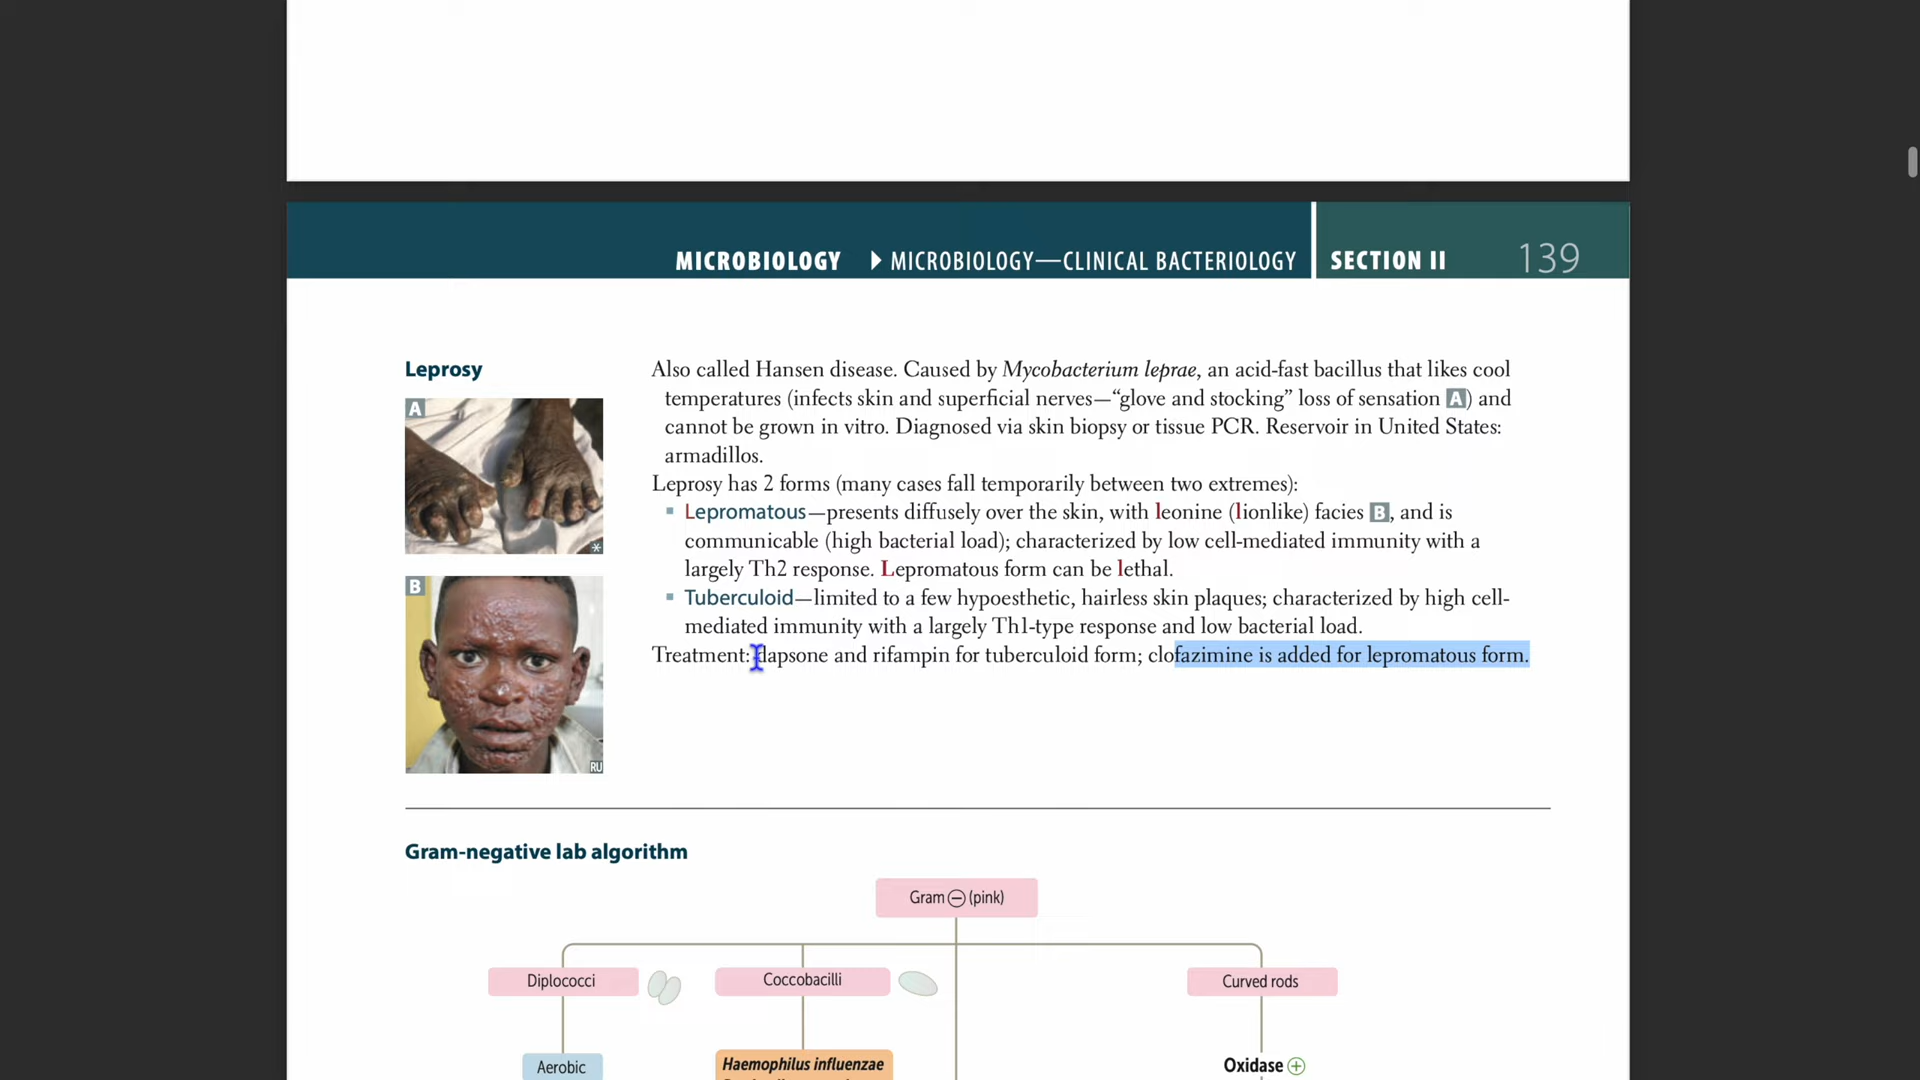 MICROBIOLOGY ▶ MICROBIOLOGY—CLINICAL BACTERIOLOGY SECTION II 139
Leprosy
A
*
B
RU
Also called Hansen disease. Caused by Mycobacterium leprae, an acid-fast bacillus that likes cool
temperatures (infects skin and superficial nerves—“glove and stocking” loss of sensation A) and
cannot be grown in vitro. Diagnosed via skin biopsy or tissue PCR. Reservoir in United States:
armadillos.
Leprosy has 2 forms (many cases fall temporarily between two extremes):
▪ Lepromatous—presents diffusely over the skin, with leonine (lionlike) facies B, and is
communicable (high bacterial load); characterized by low cell-mediated immunity with a
largely Th2 response. Lepromatous form can be lethal.
▪ Tuberculoid—limited to a few hypoesthetic, hairless skin plaques; characterized by high cell-
mediated immunity with a largely Th1-type response and low bacterial load.
Treatment: dapsone and rifampin for tuberculoid form; clofazimine is added for lepromatous form.
Gram-negative lab algorithm
Gram ⊖ (pink)
Diplococci
Coccobacilli
Curved rods
Aerobic
Haemophilus influenzae
Oxidase ⊕